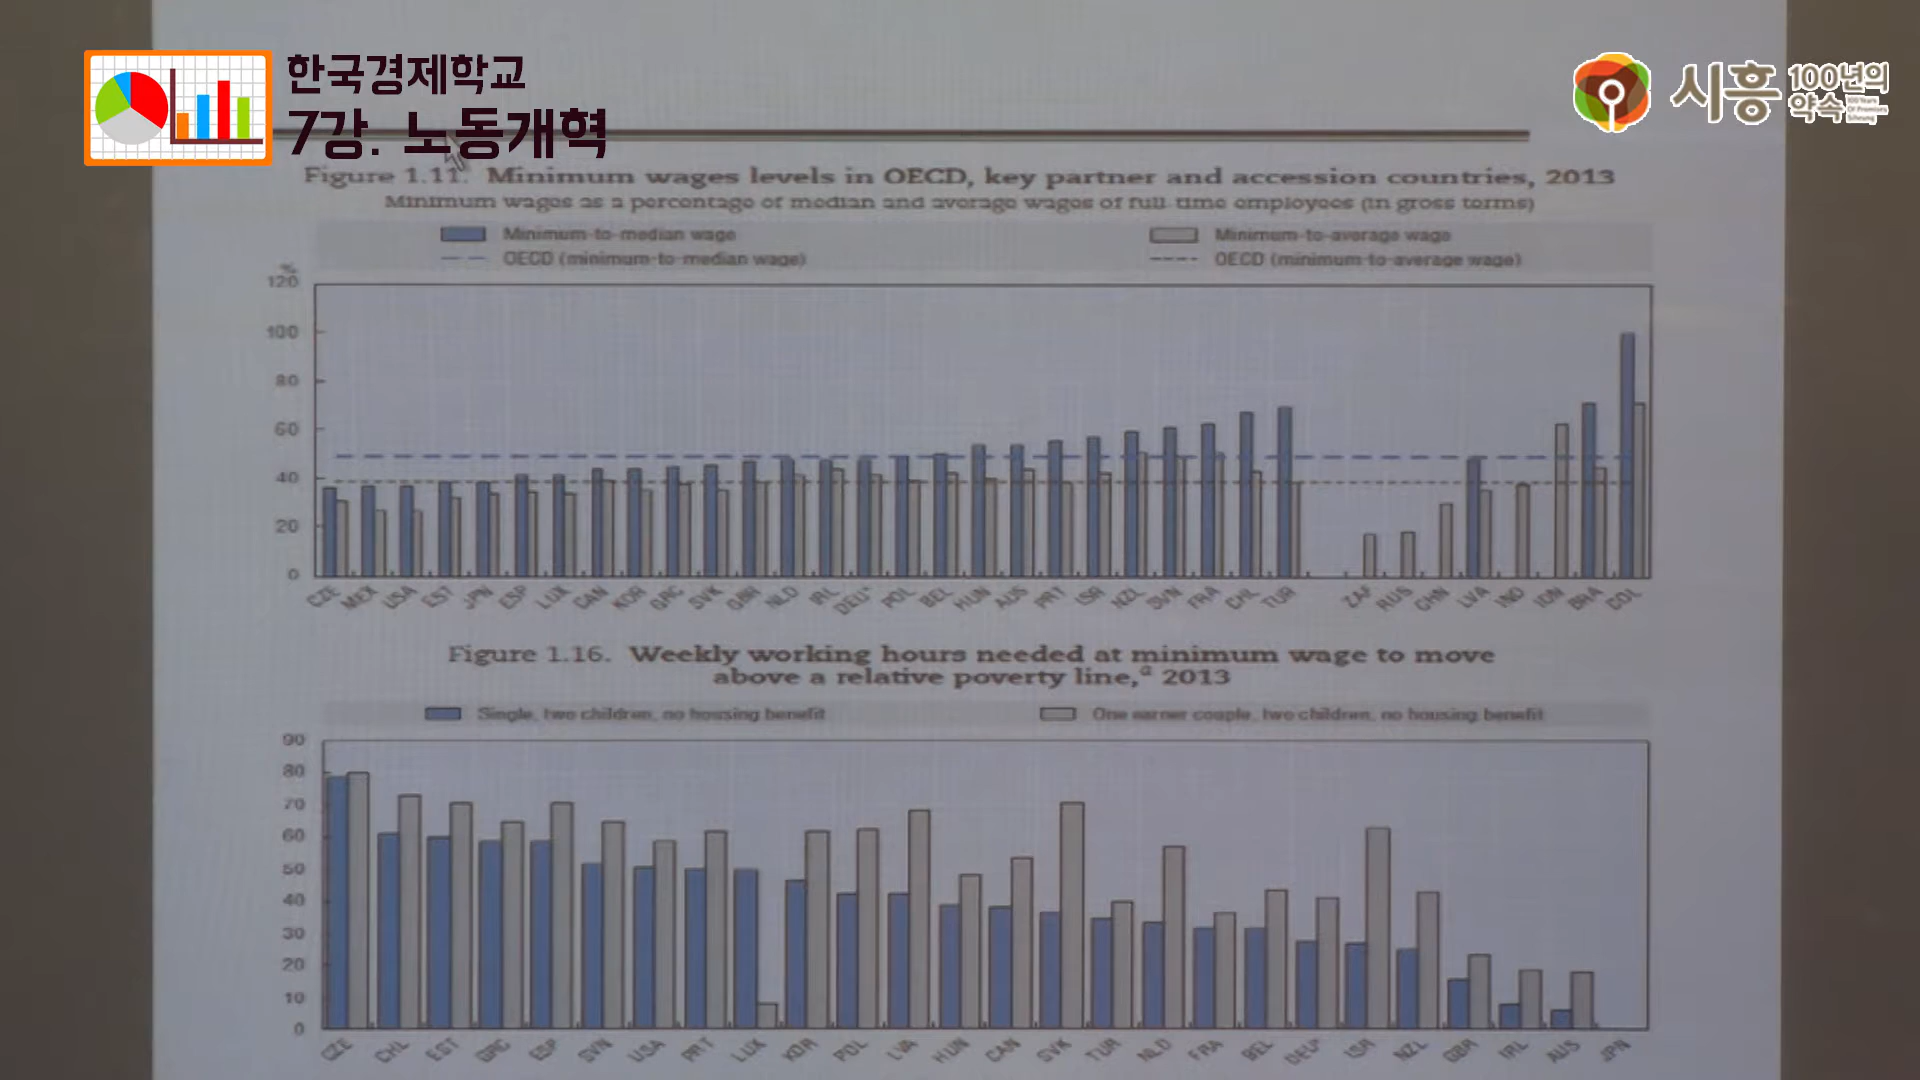 한국경제학교
7강. 노동개혁
시흥 100년의 약속
Figure 1.11. Minimum wages levels in OECD, key partner and accession countries, 2013
Minimum wages as a percentage of median and average wages of full-time employees (in gross terms)
Minimum-to-median wage
Minimum-to-average wage
OECD (minimum-to-median wage)
OECD (minimum-to-average wage)
%
120
100
80
60
40
20
0
CZE MEX USA EST JPN ESP LUX CAN KOR GRC SVK GBR NLD IRL DEU* POL BEL HUN AUS PRT ISR NZL SVN FRA CHL TUR ZAF RUS CHN LVA IND IDN BRA COL
Figure 1.16. Weekly working hours needed at minimum wage to move
above a relative poverty line,a 2013
Single, two children, no housing benefit
One earner couple, two children, no housing benefit
90
80
70
60
50
40
30
20
10
0
CZE CHL EST GRC ESP SVN USA PRT LUX KOR POL LVA HUN CAN SVK TUR NLD FRA BEL DEU* ISR NZL GBR IRL AUS JPN